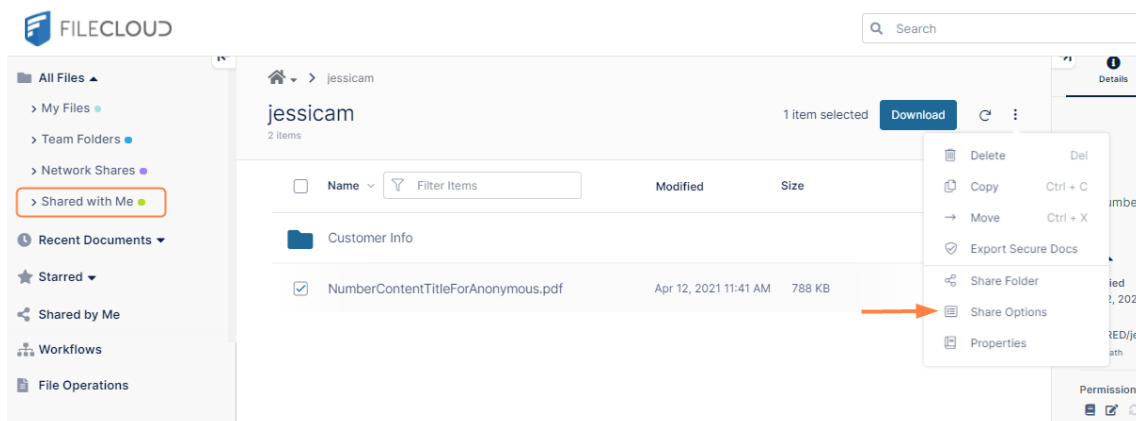 FILECLOUD
Search
All Files
My Files
Team Folders
Network Shares
Shared with Me
Recent Documents
Starred
Shared by Me
Workflows
File Operations
jessicam
jessicam
2 items
1 item selected
Download
Name
Filter Items
Modified
Size
Customer Info
NumberContentTitleForAnonymous.pdf
Apr 12, 2021 11:41 AM
788 KB
Delete Del
Copy Ctrl + C
Move Ctrl + X
Export Secure Docs
Share Folder
Share Options
Properties
Details
Permission